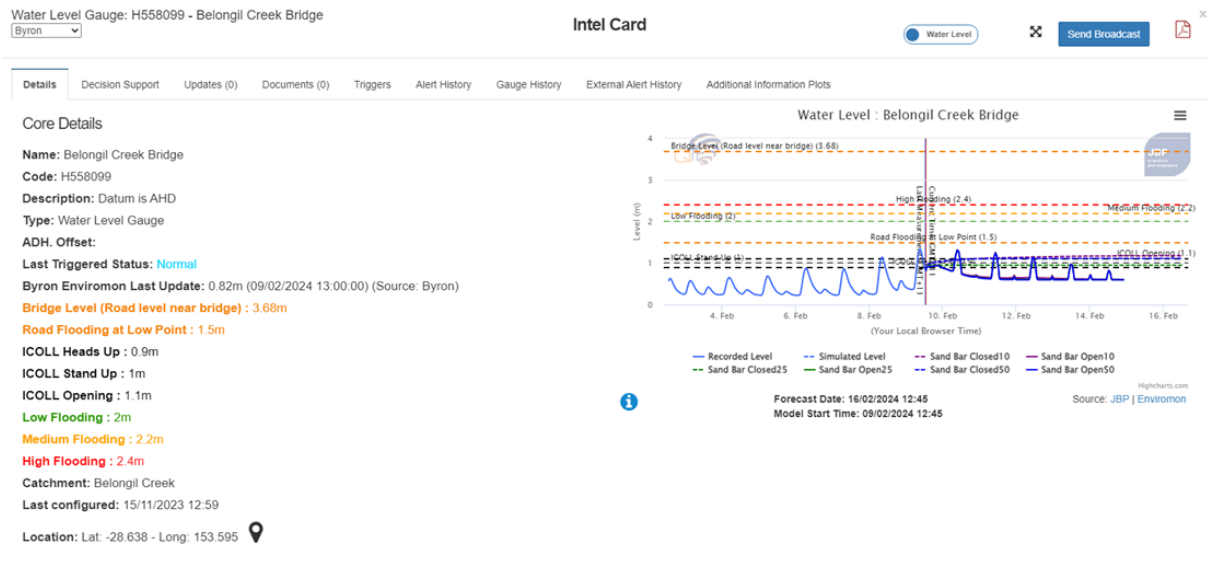 Water Level Gauge: H558099 - Belongil Creek Bridge
Byron
Intel Card
Water Level
Send Broadcast
Details
Decision Support
Updates (0)
Documents (0)
Triggers
Alert History
Gauge History
External Alert History
Additional Information Plots
Core Details
Name: Belongil Creek Bridge
Code: H558099
Description: Datum is AHD
Type: Water Level Gauge
ADH. Offset:
Last Triggered Status: Normal
Byron Enviromon Last Update: 0.82m (09/02/2024 13:00:00) (Source: Byron)
Bridge Level (Road level near bridge) : 3.68m
Road Flooding at Low Point : 1.5m
ICOLL Heads Up : 0.9m
ICOLL Stand Up : 1m
ICOLL Opening : 1.1m
Low Flooding : 2m
Medium Flooding : 2.2m
High Flooding : 2.4m
Catchment: Belongil Creek
Last configured: 15/11/2023 12:59
Location: Lat: -28.638 - Long: 153.595
Water Level : Belongil Creek Bridge
Level (m)
4
3
2
1
0
Bridge Level (Road level near bridge) (3.68)
JBP
High Flooding (2.4)
Medium Flooding (2.2)
Low Flooding (2)
Road Flooding at Low Point (1.5)
ICOLL Stand Up (1)
ICOLL Opening (1.1)
4. Feb
6. Feb
8. Feb
10. Feb
12. Feb
14. Feb
16. Feb
(Your Local Browser Time)
Recorded Level
Simulated Level
Sand Bar Closed10
Sand Bar Open10
Sand Bar Closed25
Sand Bar Open25
Sand Bar Closed50
Sand Bar Open50
Highcharts.com
Forecast Date: 16/02/2024 12:45
Model Start Time: 09/02/2024 12:45
Source: JBP | Enviromon